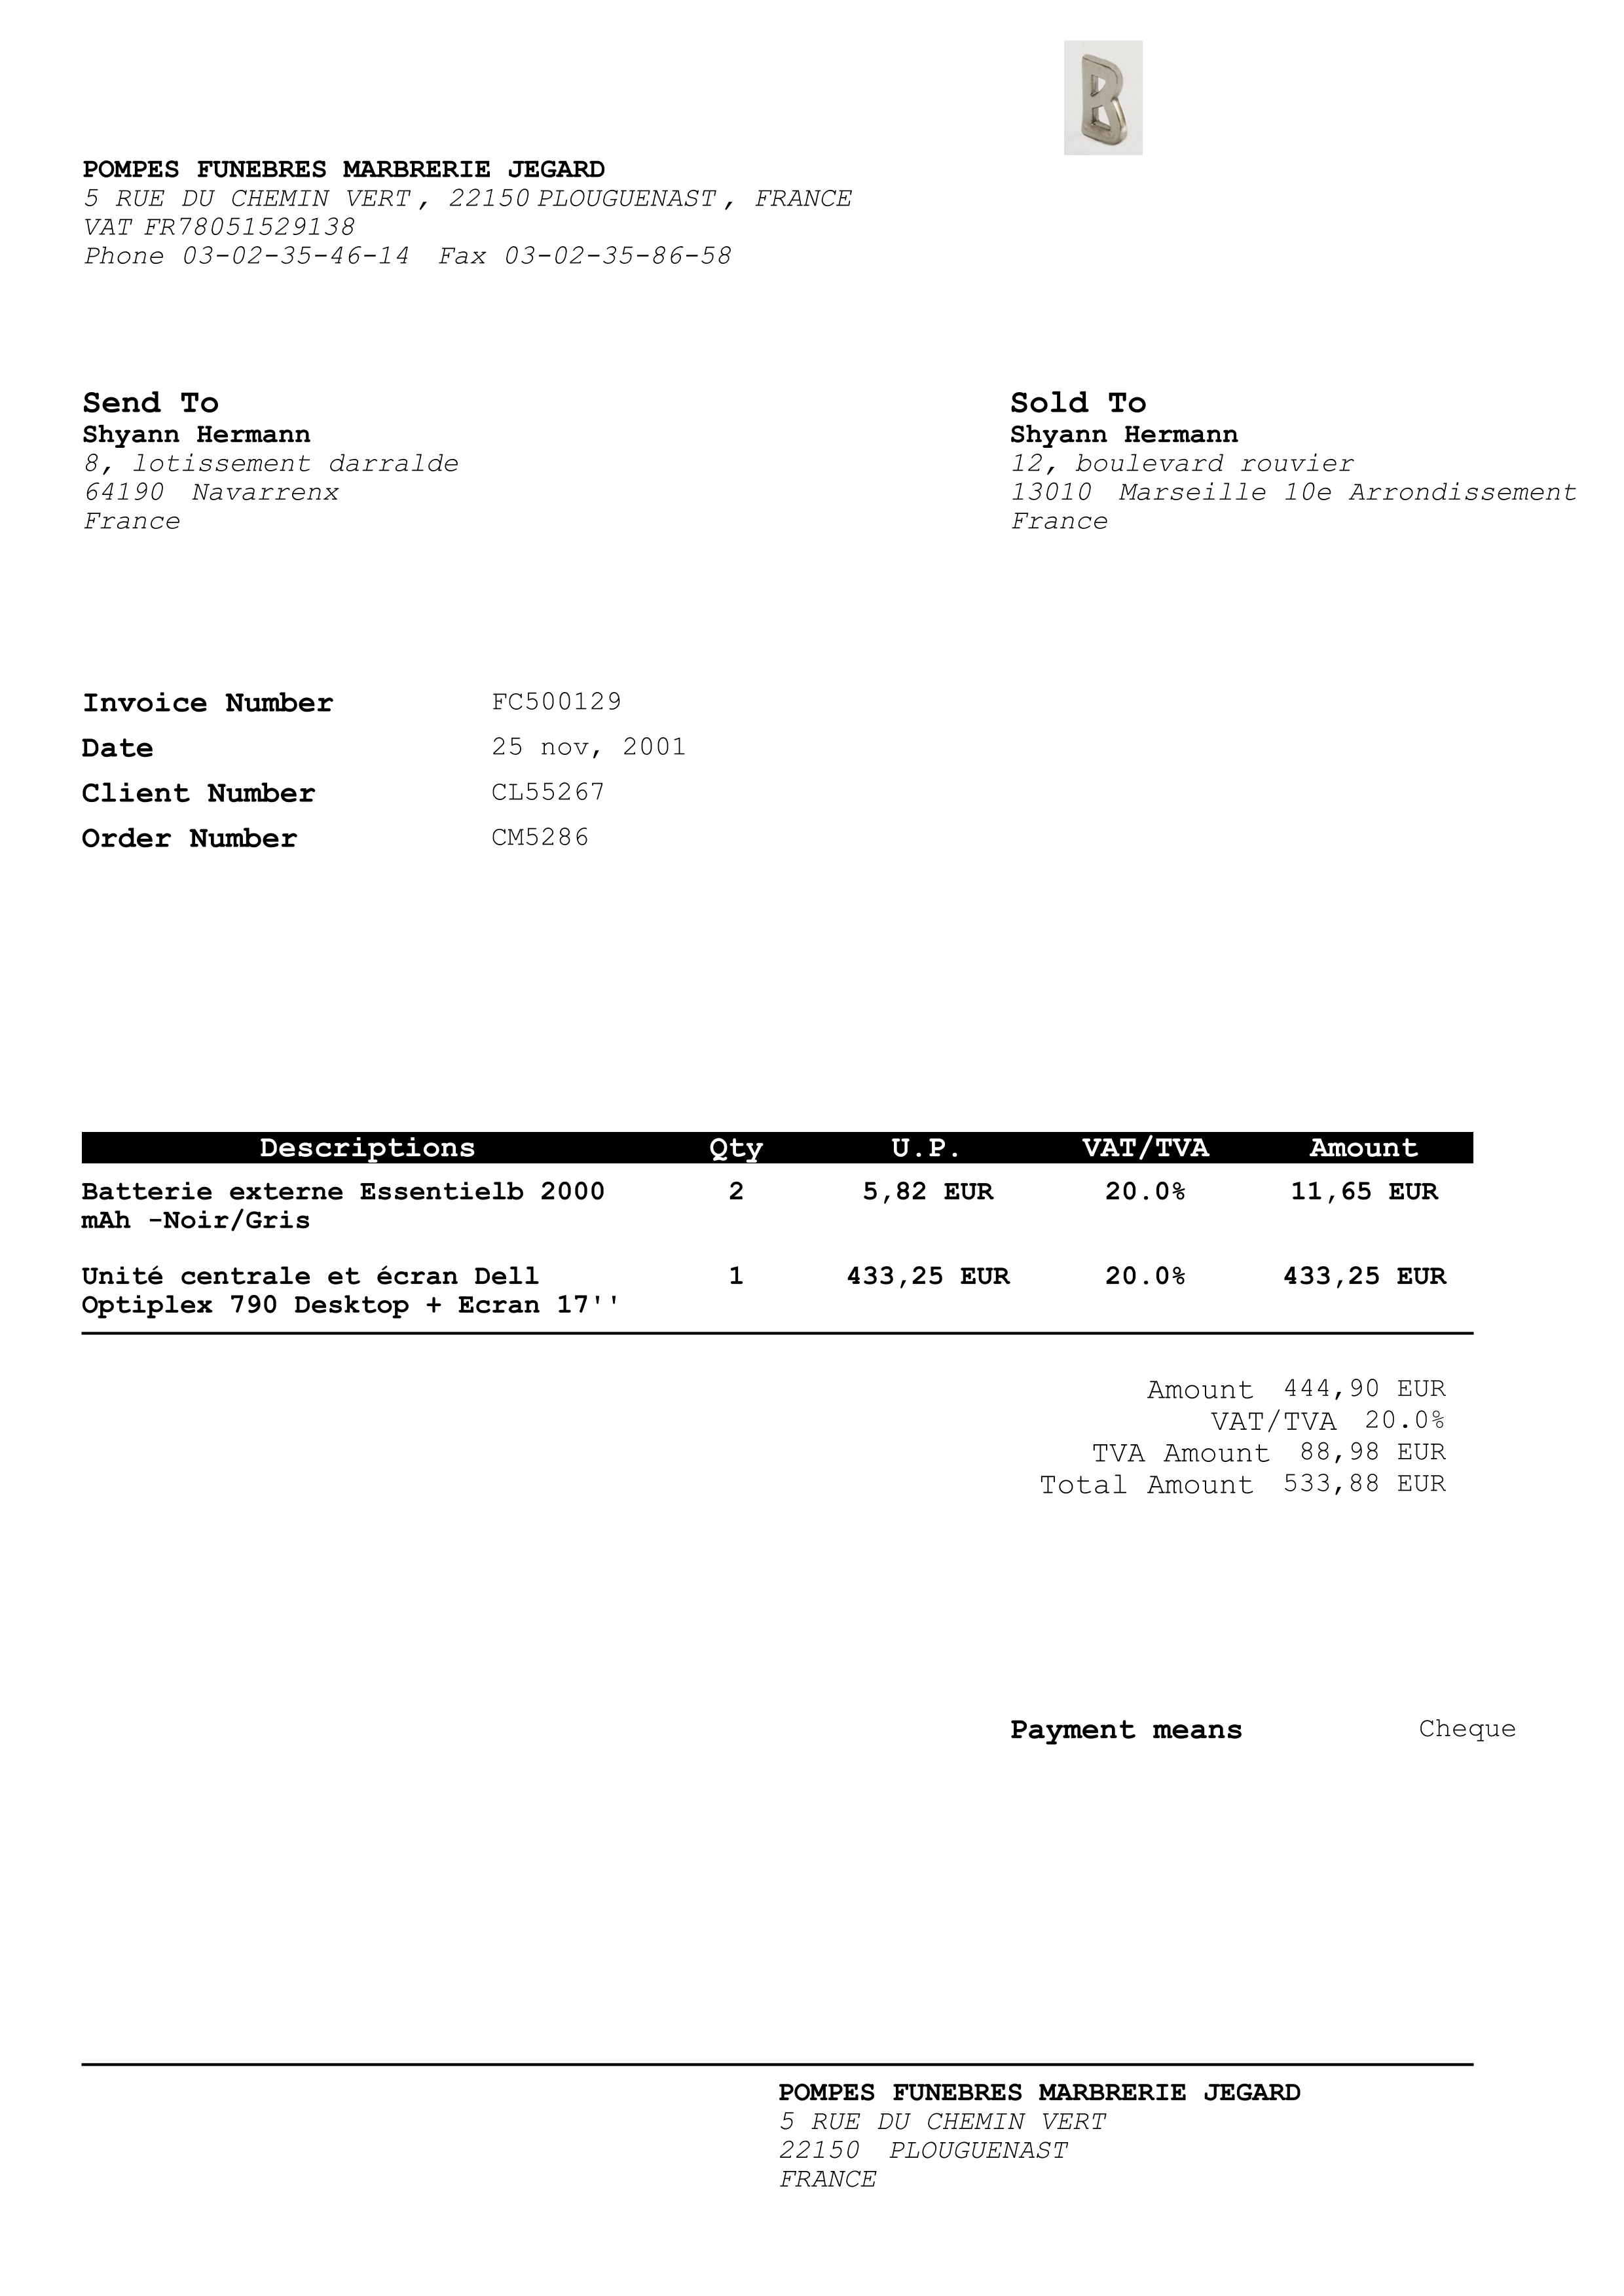 B
POMPES FUNEBRES MARBRERIE JEGARD
5 RUE DU CHEMIN VERT, 22150 PLOUGUENAST, FRANCE
VAT FR78051529138
Phone 03-02-35-46-14 Fax 03-02-35-86-58
Send To
Shyann Hermann
8, lotissement darralde
64190 Navarrenx
France
Sold To
Shyann Hermann
12, boulevard rouvier
13010 Marseille 10e Arrondissement
France
Invoice Number FC500129
Date 25 nov, 2001
Client Number CL55267
Order Number CM5286
Descriptions Qty U.P. VAT/TVA Amount
Batterie externe Essentielb 2000 2 5,82 EUR 20.0% 11,65 EUR
mAh -Noir/Gris
Unité centrale et écran Dell 1 433,25 EUR 20.0% 433,25 EUR
Optiplex 790 Desktop + Ecran 17''
Amount 444,90 EUR
VAT/TVA 20.0%
TVA Amount 88,98 EUR
Total Amount 533,88 EUR
Payment means Cheque
POMPES FUNEBRES MARBRERIE JEGARD
5 RUE DU CHEMIN VERT
22150 PLOUGUENAST
FRANCE